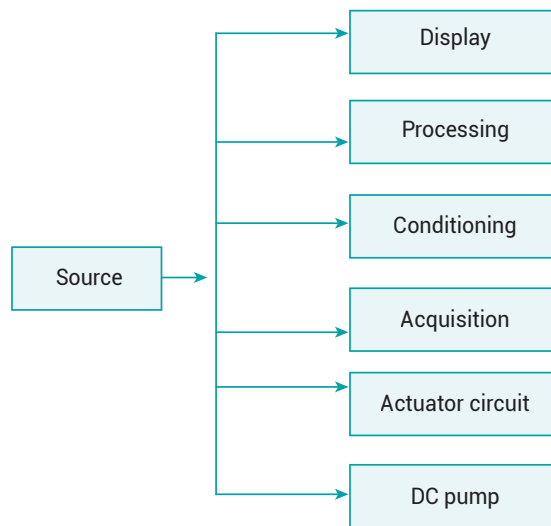 Display
Processing
Conditioning
Source
Acquisition
Actuator circuit
DC pump